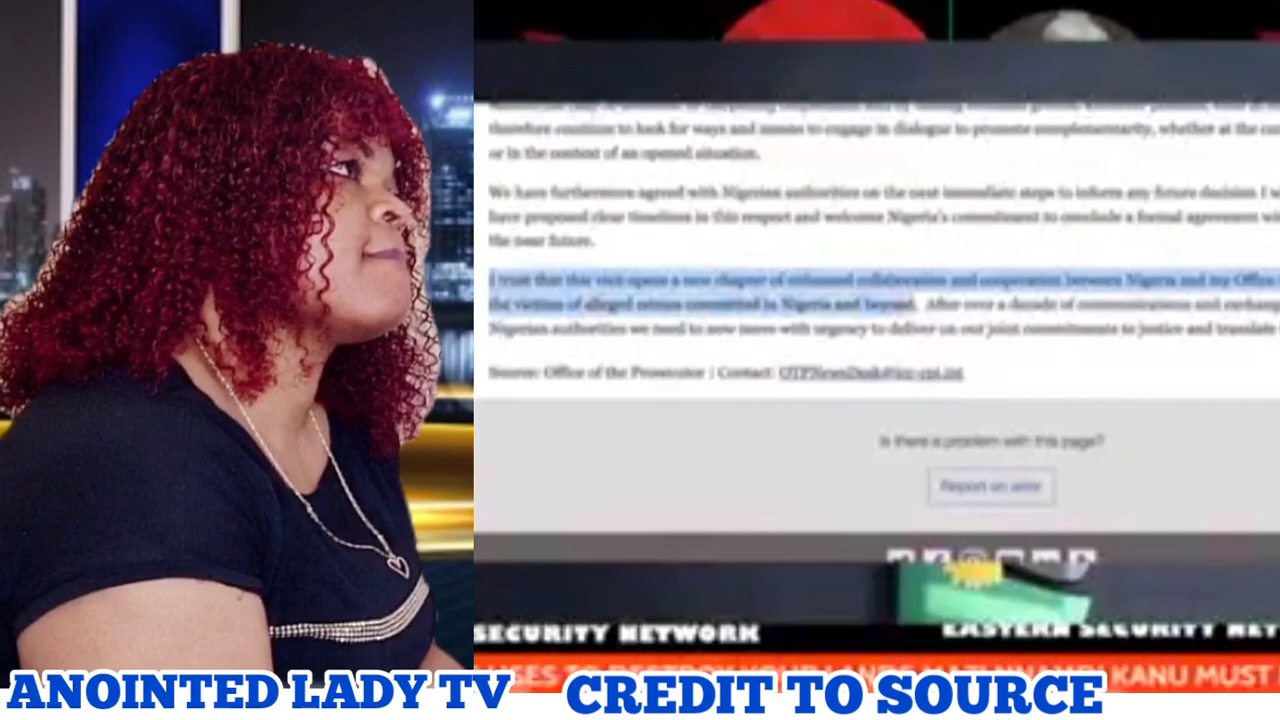 therefore continue to look for ways and means to engage in dialogue to promote complementarity, whether at the
or in the context of an opened situation.
We have furthermore agreed with Nigerian authorities on the next immediate steps to inform any future decision I
have proposed clear timelines in this respect and welcome Nigeria's commitment to conclude a formal agreement
the near future.
I trust that this visit opens a new chapter of enhanced collaboration and cooperation between Nigeria and my Office
the victims of alleged crimes committed in Nigeria and beyond. After over a decade of communications and
Nigerian authorities we need to now move with urgency to deliver on our joint commitments to justice and translate
Source: Office of the Prosecutor | Contact: OTPNewsDesk@icc-cpi.int
Is there a problem with this page?
Report an error
SECURITY NETWORK EASTERN SECURITY NET
USES TO DESTROY YOUR LANDS MAZI NNAMDI KANU MUST
ANOINTED LADY TV CREDIT TO SOURCE